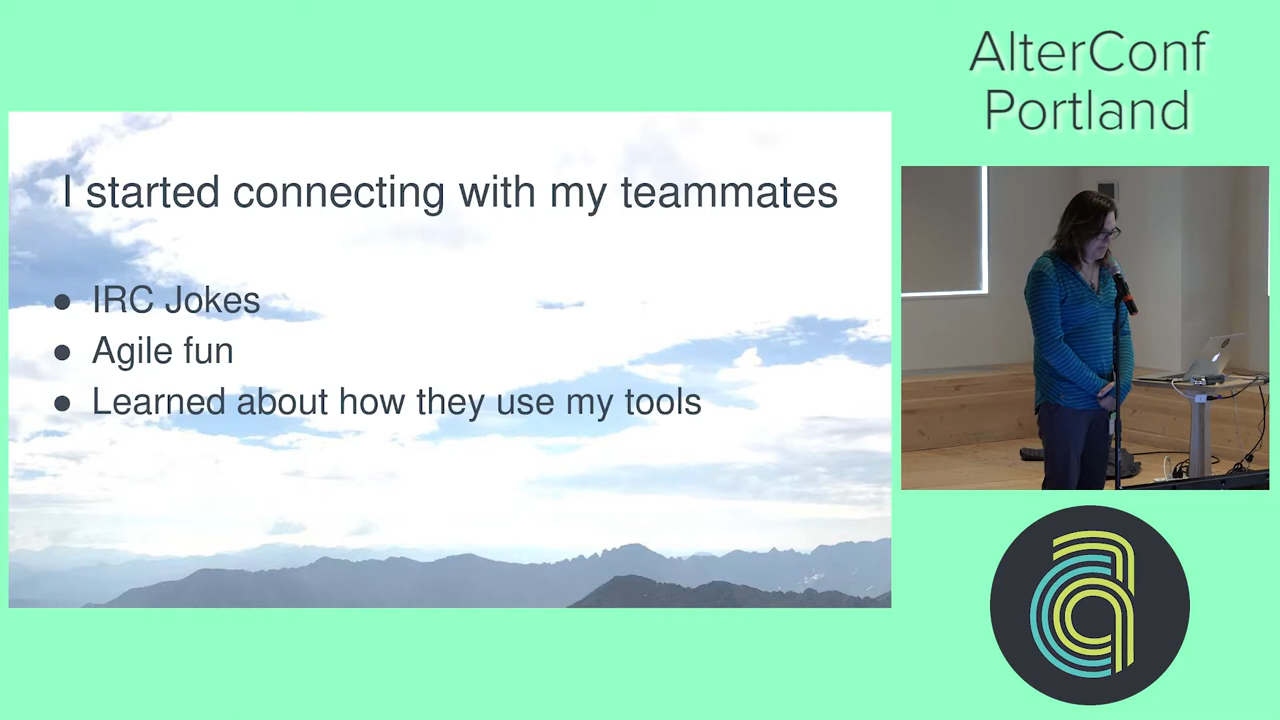 AlterConf
Portland
I started connecting with my teammates
● IRC Jokes
● Agile fun
● Learned about how they use my tools